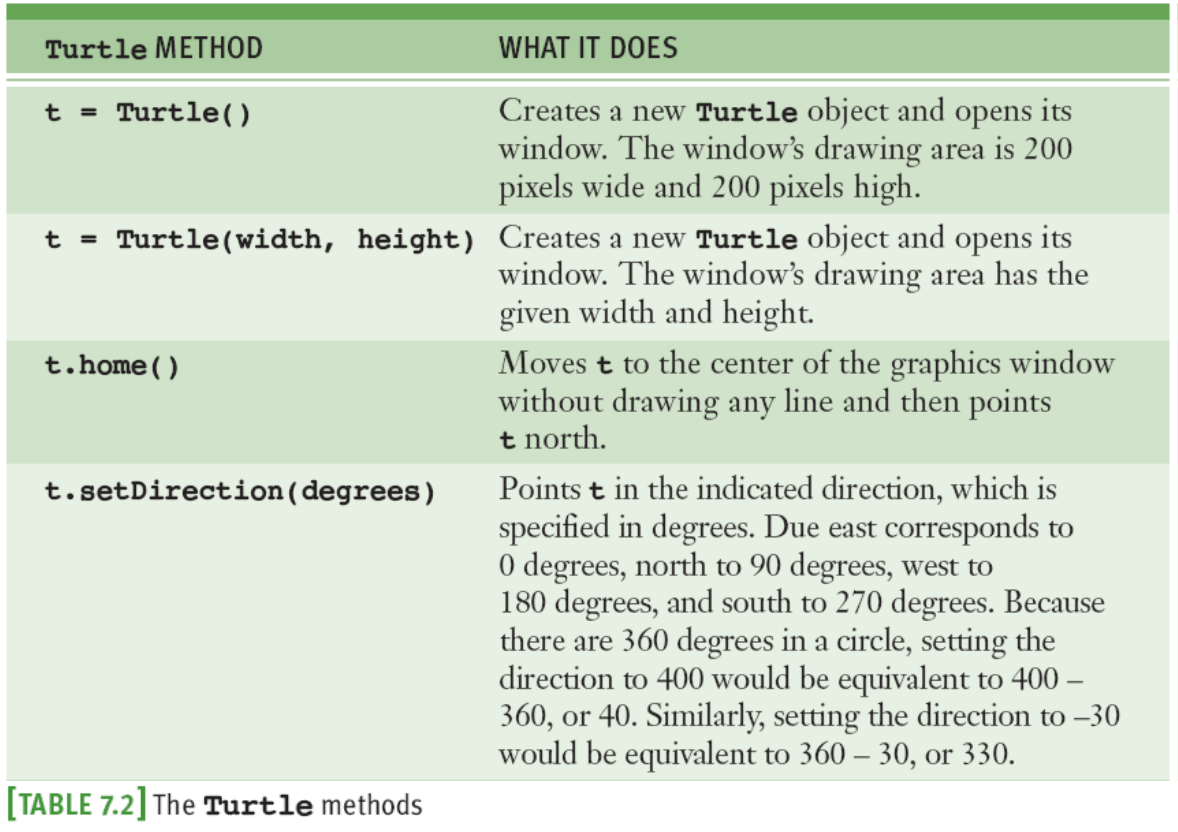 Turtle METHOD WHAT IT DOES
t = Turtle() Creates a new Turtle object and opens its
window. The window’s drawing area is 200
pixels wide and 200 pixels high.
t = Turtle(width, height) Creates a new Turtle object and opens its
window. The window’s drawing area has the
given width and height.
t.home() Moves t to the center of the graphics window
without drawing any line and then points
t north.
t.setDirection(degrees) Points t in the indicated direction, which is
specified in degrees. Due east corresponds to
0 degrees, north to 90 degrees, west to
180 degrees, and south to 270 degrees. Because
there are 360 degrees in a circle, setting the
direction to 400 would be equivalent to 400 –
360, or 40. Similarly, setting the direction to –30
would be equivalent to 360 – 30, or 330.
[TABLE 7.2] The Turtle methods